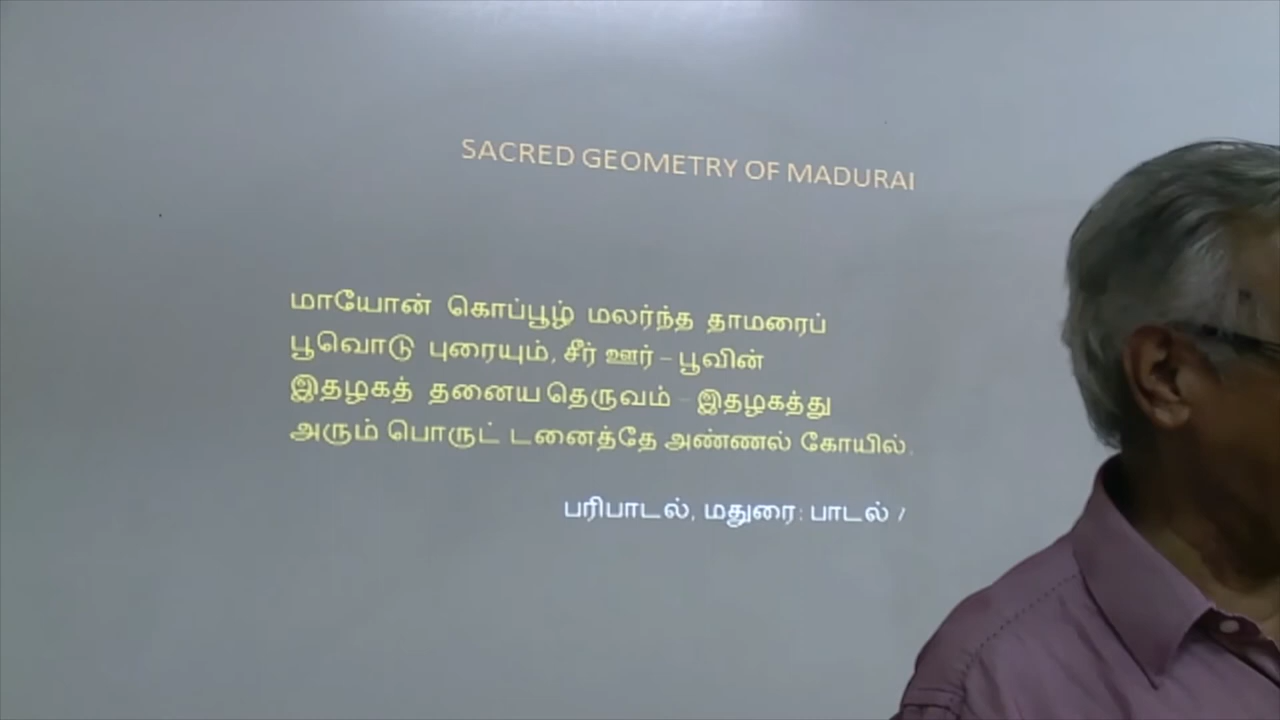 SACRED GEOMETRY OF MADURAI
மாயோன் கொப்பூழ் மலர்ந்த தாமரைப்
பூவொடு புரையும், சீர் ஊர் – பூவின்
இதழகத் தனைய தெருவம் – இதழகத்து
அரும் பொருட் டனைத்தே அண்ணல் கோயில்.
பரிபாடல், மதுரை: பாடல் 7